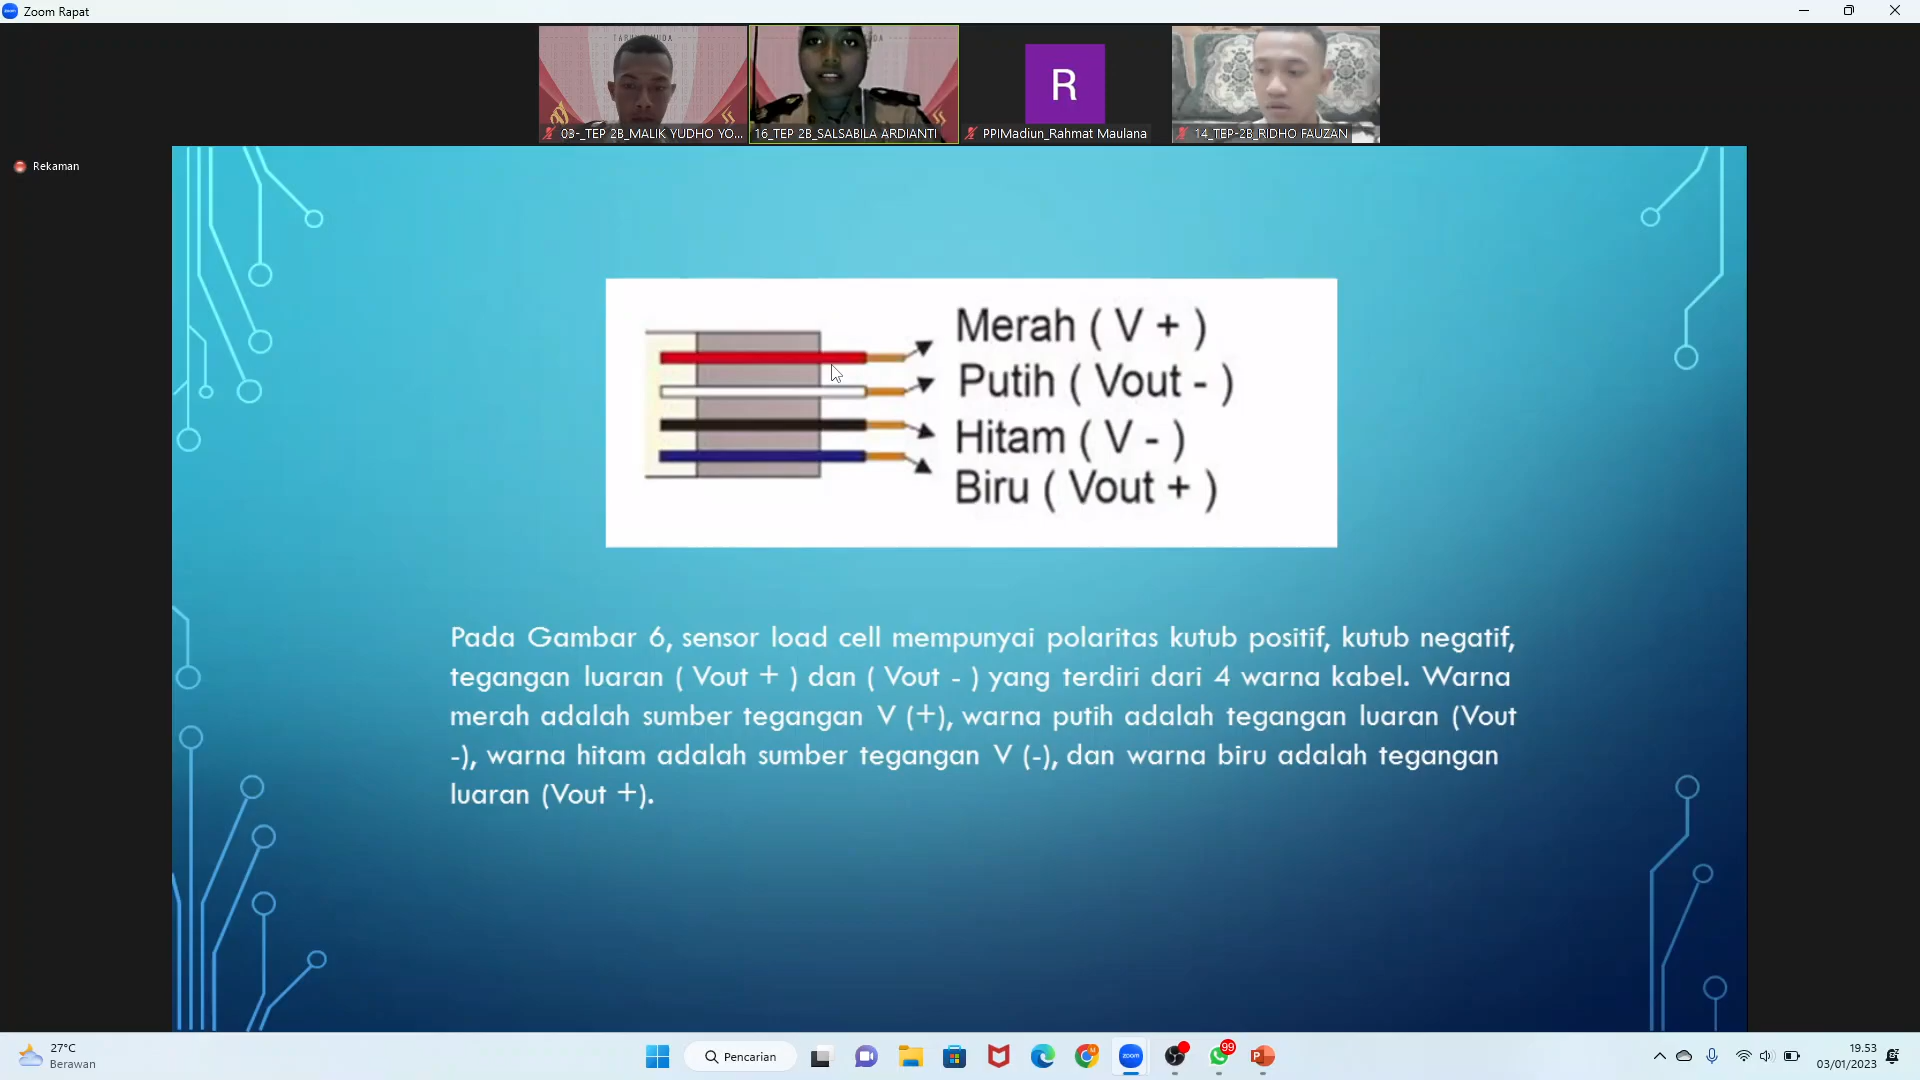 Zoom Rapat
03-_TEP 2B_MALIK YUDHO YO...
16_TEP 2B_SALSABILA ARDIANTI
R
PPIMadiun_Rahmat Maulana
14_TEP-2B_RIDHO FAUZAN
Rekaman
Merah ( V + )
Putih ( Vout - )
Hitam ( V - )
Biru ( Vout + )
Pada Gambar 6, sensor load cell mempunyai polaritas kutub positif, kutub negatif,
tegangan luaran ( Vout + ) dan ( Vout - ) yang terdiri dari 4 warna kabel. Warna
merah adalah sumber tegangan V (+), warna putih adalah tegangan luaran (Vout
-), warna hitam adalah sumber tegangan V (-), dan warna biru adalah tegangan
luaran (Vout +).
27°C
Berawan
Pencarian
zoom
99
19.53
03/01/2023